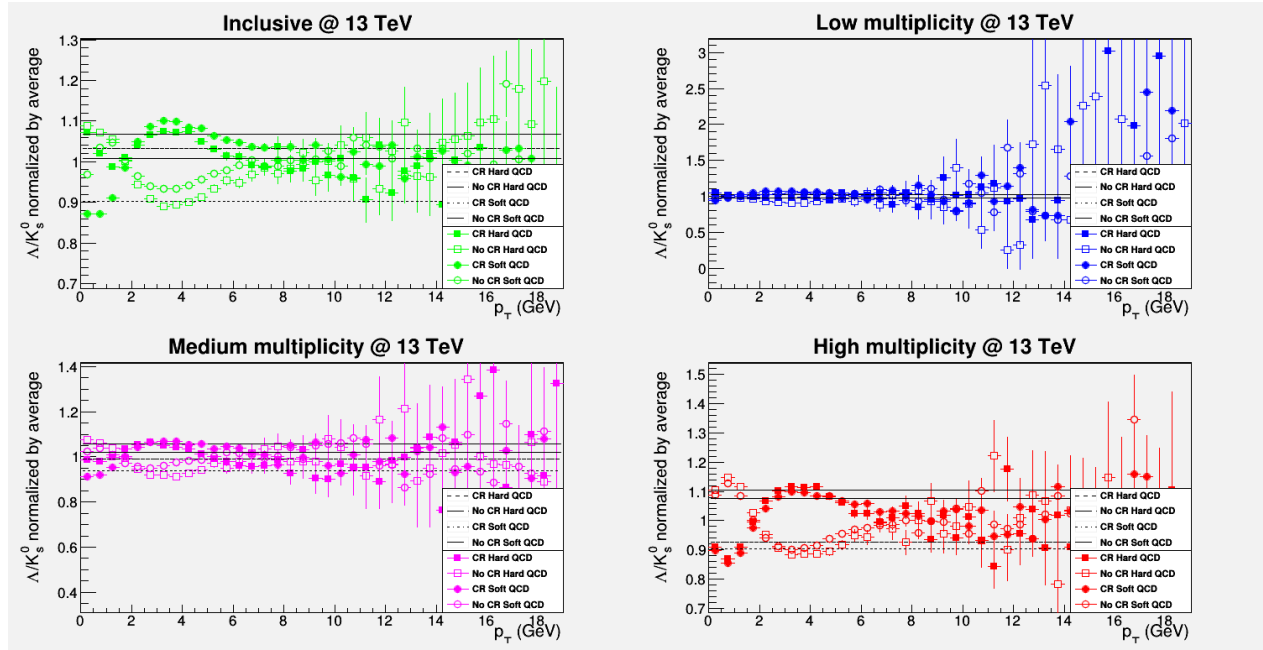 Inclusive @ 13 TeV
Λ/K⁰ₛ normalized by average
1.3
1.2
1.1
1
0.9
0.8
0.7
0 2 4 6 8 10 12 14 16 18
p_T (GeV)
CR Hard QCD
No CR Hard QCD
CR Soft QCD
No CR Soft QCD
CR Hard QCD
No CR Hard QCD
CR Soft QCD
No CR Soft QCD
Low multiplicity @ 13 TeV
Λ/K⁰ₛ normalized by average
3
2.5
2
1.5
1
0.5
0
0 2 4 6 8 10 12 14 16 18
p_T (GeV)
CR Hard QCD
No CR Hard QCD
CR Soft QCD
No CR Soft QCD
CR Hard QCD
No CR Hard QCD
CR Soft QCD
No CR Soft QCD
Medium multiplicity @ 13 TeV
Λ/K⁰ₛ normalized by average
1.4
1.2
1
0.8
0.6
0.4
0 2 4 6 8 10 12 14 16 18
p_T (GeV)
CR Hard QCD
No CR Hard QCD
CR Soft QCD
No CR Soft QCD
CR Hard QCD
No CR Hard QCD
CR Soft QCD
No CR Soft QCD
High multiplicity @ 13 TeV
Λ/K⁰ₛ normalized by average
1.5
1.4
1.3
1.2
1.1
1
0.9
0.8
0.7
0 2 4 6 8 10 12 14 16 18
p_T (GeV)
CR Hard QCD
No CR Hard QCD
CR Soft QCD
No CR Soft QCD
CR Hard QCD
No CR Hard QCD
CR Soft QCD
No CR Soft QCD